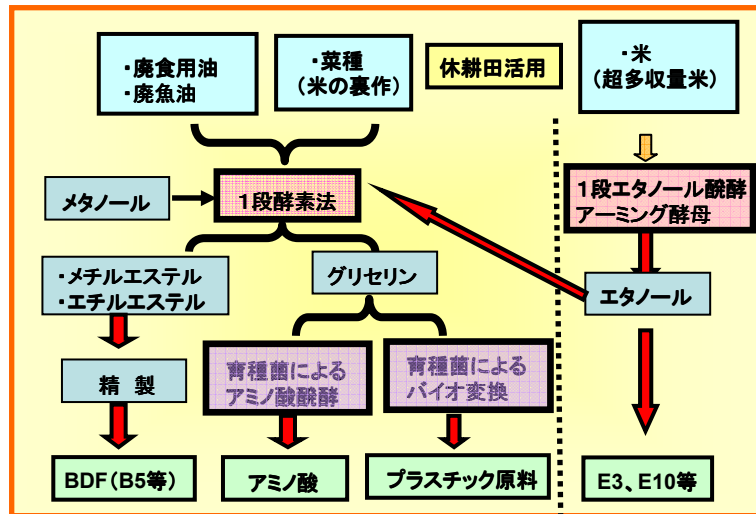 ・廃食用油
・廃魚油
・菜種
（米の裏作）
休耕田活用
・米
（超多収量米）
メタノール
１段酵素法
１段エタノール醗酵
アーミング酵母
・メチルエステル
・エチルエステル
グリセリン
エタノール
精 製
育種菌による
アミノ酸醗酵
育種菌による
バイオ変換
BDF（B5等）
アミノ酸
プラスチック原料
E3、E10等